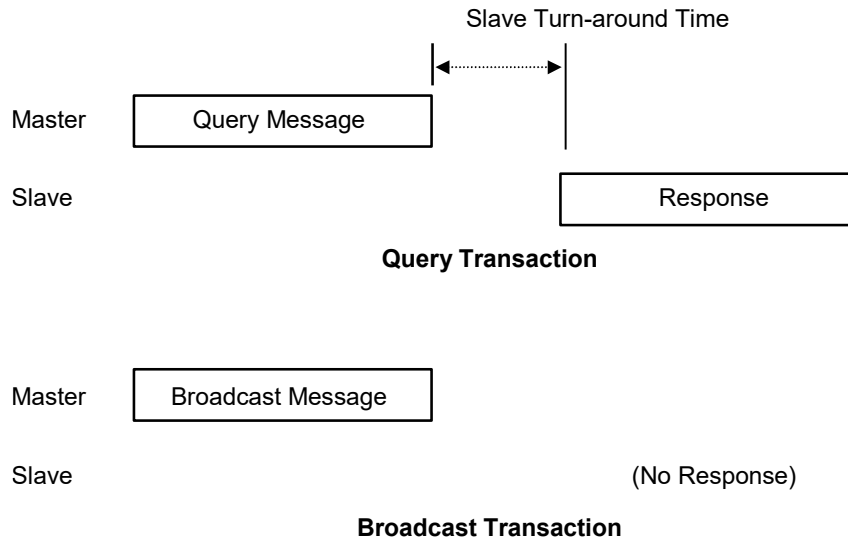 Slave Turn-around Time
Master Query Message
Slave Response
Query Transaction
Master Broadcast Message
Slave (No Response)
Broadcast Transaction